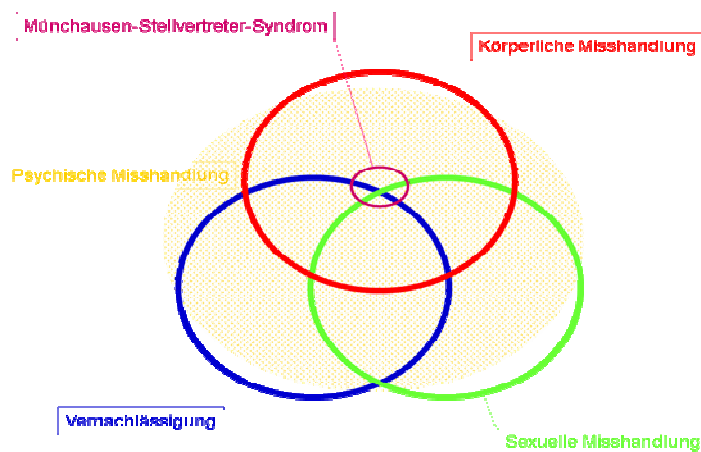 Münchausen-Stellvertreter-Syndrom
Körperliche Misshandlung
Psychische Misshandlung
Vernachlässigung
Sexuelle Misshandlung